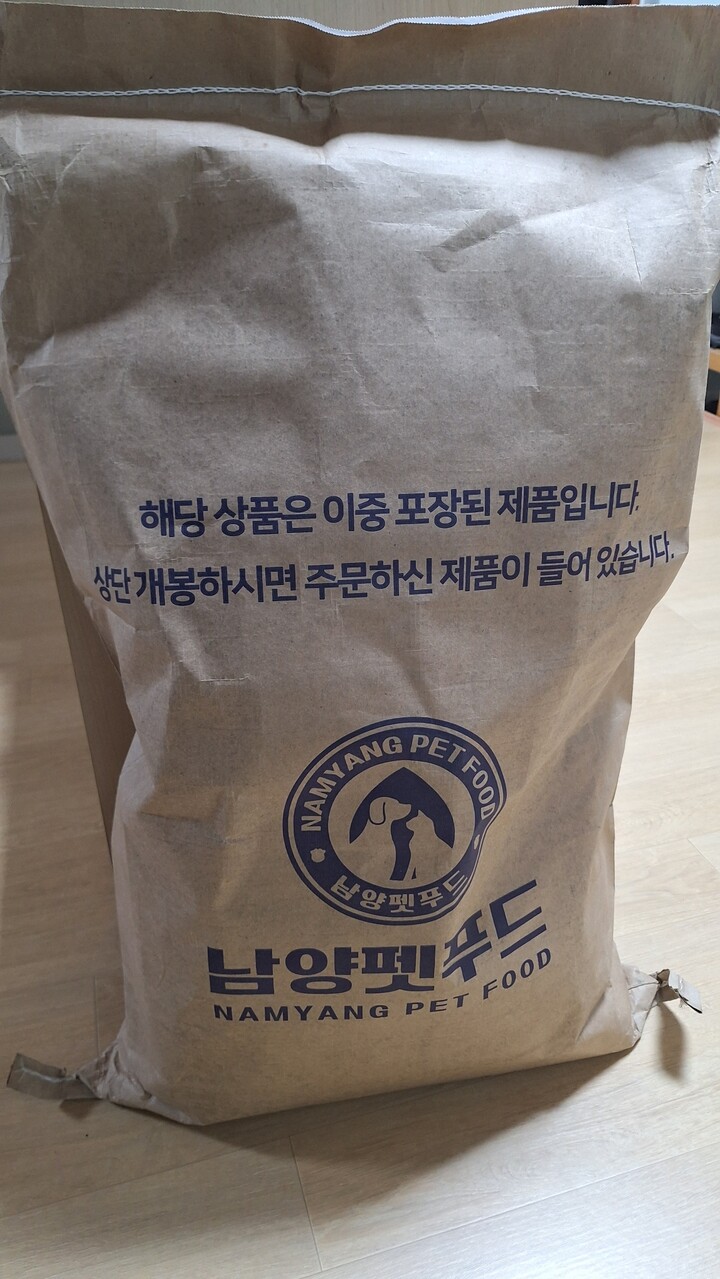 해당 상품은 이중 포장된 제품입니다.
상단 개봉하시면 주문하신 제품이 들어 있습니다.
NAMYANG PET FOOD
남양펫푸드
남양펫푸드
NAMYANG PET FOOD